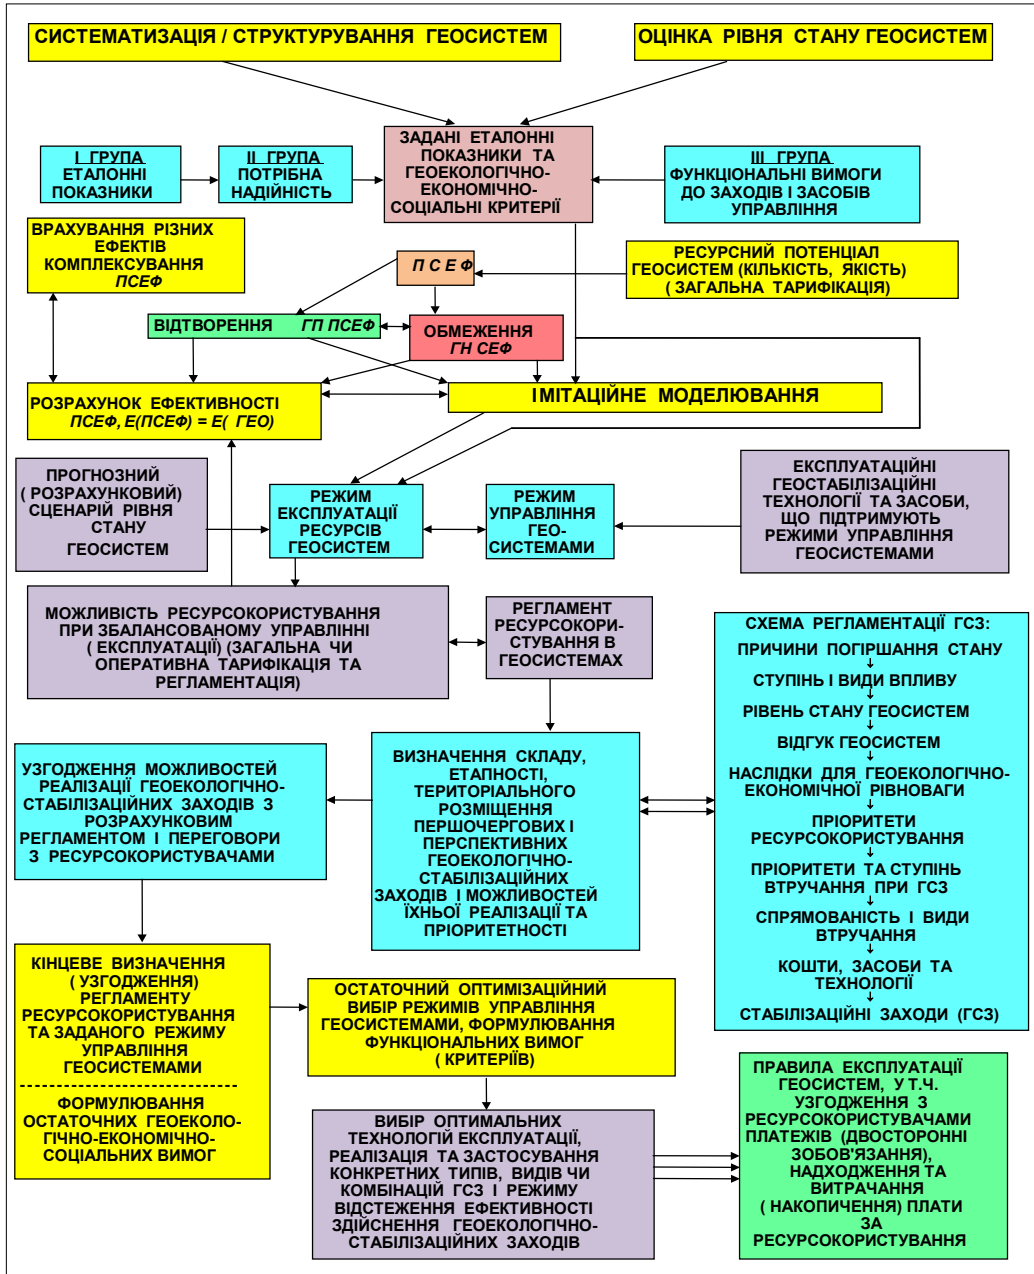 СИСТЕМАТИЗАЦІЯ / СТРУКТУРУВАННЯ ГЕОСИСТЕМ
ОЦІНКА РІВНЯ СТАНУ ГЕОСИСТЕМ
ЗАДАНІ ЕТАЛОННІ
ПОКАЗНИКИ ТА
ГЕОЕКОЛОГІЧНО-
ЕКОНОМІЧНО-
СОЦІАЛЬНІ КРИТЕРІЇ
І ГРУПА
ЕТАЛОННІ
ПОКАЗНИКИ
ІІ ГРУПА
ПОТРІБНА
НАДІЙНІСТЬ
ІІІ ГРУПА
ФУНКЦІОНАЛЬНІ ВИМОГИ
ДО ЗАХОДІВ І ЗАСОБІВ
УПРАВЛІННЯ
ВРАХУВАННЯ РІЗНИХ
ЕФЕКТІВ
КОМПЛЕКСУВАННЯ
ПСЕФ
П С Е Ф
РЕСУРСНИЙ ПОТЕНЦІАЛ
ГЕОСИСТЕМ (КІЛЬКІСТЬ, ЯКІСТЬ)
( ЗАГАЛЬНА ТАРИФІКАЦІЯ)
ВІДТВОРЕННЯ ГП ПСЕФ
ОБМЕЖЕННЯ
ГН СЕФ
РОЗРАХУНОК ЕФЕКТИВНОСТІ
ПСЕФ, Е(ПСЕФ) = Е( ГЕО)
ІМІТАЦІЙНЕ МОДЕЛЮВАННЯ
ПРОГНОЗНИЙ
( РОЗРАХУНКОВИЙ)
СЦЕНАРІЙ РІВНЯ
СТАНУ
ГЕОСИСТЕМ
РЕЖИМ
ЕКСПЛУАТАЦІЇ
РЕСУРСІВ
ГЕОСИСТЕМ
РЕЖИМ
УПРАВЛІННЯ
ГЕО-
СИСТЕМАМИ
ЕКСПЛУАТАЦІЙНІ
ГЕОСТАБІЛІЗАЦІЙНІ
ТЕХНОЛОГІЇ ТА ЗАСОБИ,
ЩО ПІДТРИМУЮТЬ
РЕЖИМИ УПРАВЛІННЯ
ГЕОСИСТЕМАМИ
МОЖЛИВІСТЬ РЕСУРСОКОРИСТУВАННЯ
ПРИ ЗБАЛАНСОВАНОМУ УПРАВЛІННІ
( ЕКСПЛУАТАЦІЇ) (ЗАГАЛЬНА ЧИ
ОПЕРАТИВНА ТАРИФІКАЦІЯ ТА
РЕГЛАМЕНТАЦІЯ)
РЕГЛАМЕНТ
РЕСУРСОКОРИ-
СТУВАННЯ В
ГЕОСИСТЕМАХ
СХЕМА РЕГЛАМЕНТАЦІЇ ГСЗ:
ПРИЧИНИ ПОГІРШАННЯ СТАНУ
СТУПІНЬ І ВИДИ ВПЛИВУ
РІВЕНЬ СТАНУ ГЕОСИСТЕМ
ВІДГУК ГЕОСИСТЕМ
НАСЛІДКИ ДЛЯ ГЕОЕКОЛОГІЧНО-
ЕКОНОМІЧНОЇ РІВНОВАГИ
ПРІОРИТЕТИ
РЕСУРСОКОРИСТУВАННЯ
ПРІОРИТЕТИ ТА СТУПІНЬ
ВТРУЧАННЯ ПРИ ГСЗ
СПРЯМОВАНІСТЬ І ВИДИ
ВТРУЧАННЯ
КОШТИ, ЗАСОБИ ТА
ТЕХНОЛОГІЇ
СТАБІЛІЗАЦІЙНІ ЗАХОДИ (ГСЗ)
УЗГОДЖЕННЯ МОЖЛИВОСТЕЙ
РЕАЛІЗАЦІЇ ГЕОЕКОЛОГІЧНО-
СТАБІЛІЗАЦІЙНИХ ЗАХОДІВ З
РОЗРАХУНКОВИМ
РЕГЛАМЕНТОМ І ПЕРЕГОВОРИ
З РЕСУРСОКОРИСТУВАЧАМИ
ВИЗНАЧЕННЯ СКЛАДУ,
ЕТАПНОСТІ,
ТЕРИТОРІАЛЬНОГО
РОЗМІЩЕННЯ
ПЕРШОЧЕРГОВИХ І
ПЕРСПЕКТИВНИХ
ГЕОЕКОЛОГІЧНО-
СТАБІЛІЗАЦІЙНИХ
ЗАХОДІВ І МОЖЛИВОСТЕЙ
ЇХНЬОЇ РЕАЛІЗАЦІЇ ТА
ПРІОРИТЕТНОСТІ
КІНЦЕВЕ ВИЗНАЧЕННЯ
( УЗГОДЖЕННЯ)
РЕГЛАМЕНТУ
РЕСУРСОКОРИСТУВАННЯ
ТА ЗАДАНОГО РЕЖИМУ
УПРАВЛІННЯ
ГЕОСИСТЕМАМИ
ФОРМУЛЮВАННЯ
ОСТАТОЧНИХ ГЕОЕКОЛО-
ГІЧНО-ЕКОНОМІЧНО-
СОЦІАЛЬНИХ ВИМОГ
ОСТАТОЧНИЙ ОПТИМІЗАЦІЙНИЙ
ВИБІР РЕЖИМІВ УПРАВЛІННЯ
ГЕОСИСТЕМАМИ, ФОРМУЛЮВАННЯ
ФУНКЦІОНАЛЬНИХ ВИМОГ
( КРИТЕРІЇВ)
ВИБІР ОПТИМАЛЬНИХ
ТЕХНОЛОГІЙ ЕКСПЛУАТАЦІЇ,
РЕАЛІЗАЦІЯ ТА ЗАСТОСУВАННЯ
КОНКРЕТНИХ ТИПІВ, ВИДІВ ЧИ
КОМБІНАЦІЙ ГСЗ І РЕЖИМУ
ВІДСТЕЖЕННЯ ЕФЕКТИВНОСТІ
ЗДІЙСНЕННЯ ГЕОЕКОЛОГІЧНО-
СТАБІЛІЗАЦІЙНИХ ЗАХОДІВ
ПРАВИЛА ЕКСПЛУАТАЦІЇ
ГЕОСИСТЕМ, У Т.Ч.
УЗГОДЖЕННЯ З
РЕСУРСОКОРИСТУВАЧАМИ
ПЛАТЕЖІВ (ДВОСТОРОННІ
ЗОБОВ'ЯЗАННЯ),
НАДХОДЖЕННЯ ТА
ВИТРАЧАННЯ
( НАКОПИЧЕННЯ) ПЛАТИ
ЗА
РЕСУРСОКОРИСТУВАННЯ